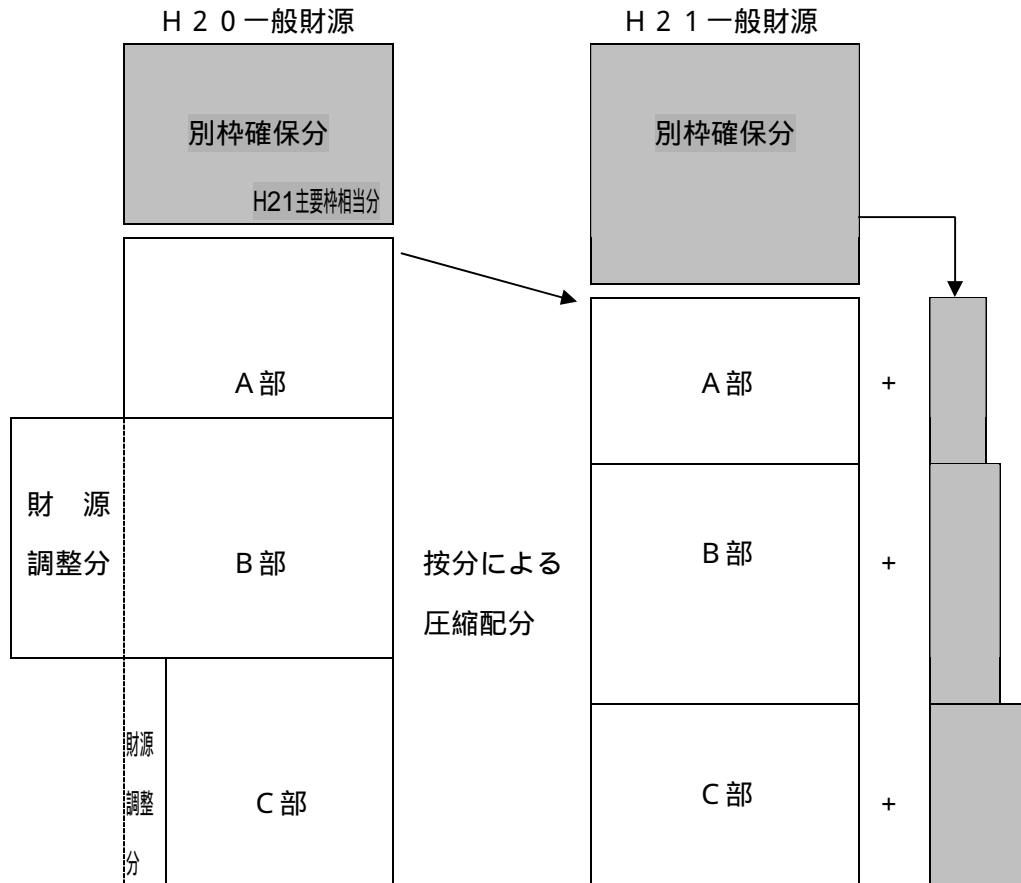 Ｈ２０一般財源
Ｈ２１一般財源
別枠確保分
H21主要枠相当分
別枠確保分
Ａ部
Ａ部
+
財　源
調整分
Ｂ部
按分による
圧縮配分
Ｂ部
+
財源
調整
分
Ｃ部
Ｃ部
+